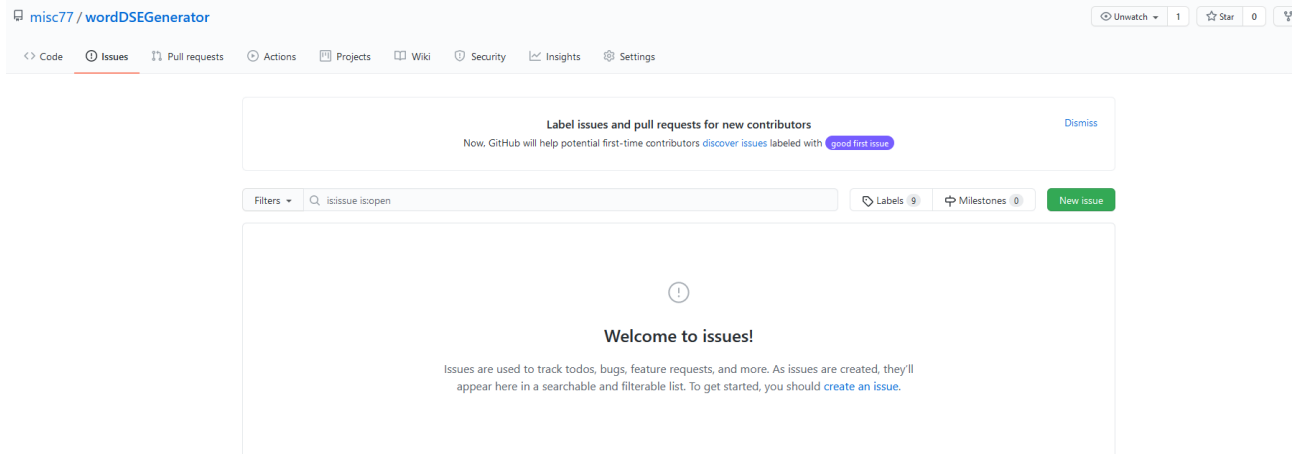 misc77 / wordDSEGenerator
Unwatch 1 Star 0
Code Issues Pull requests Actions Projects Wiki Security Insights Settings
Label issues and pull requests for new contributors
Dismiss
Now, GitHub will help potential first-time contributors discover issues labeled with good first issue
Filters is:issue is:open Labels 9 Milestones 0 New issue
Welcome to issues!
Issues are used to track todos, bugs, feature requests, and more. As issues are created, they'll
appear here in a searchable and filterable list. To get started, you should create an issue.